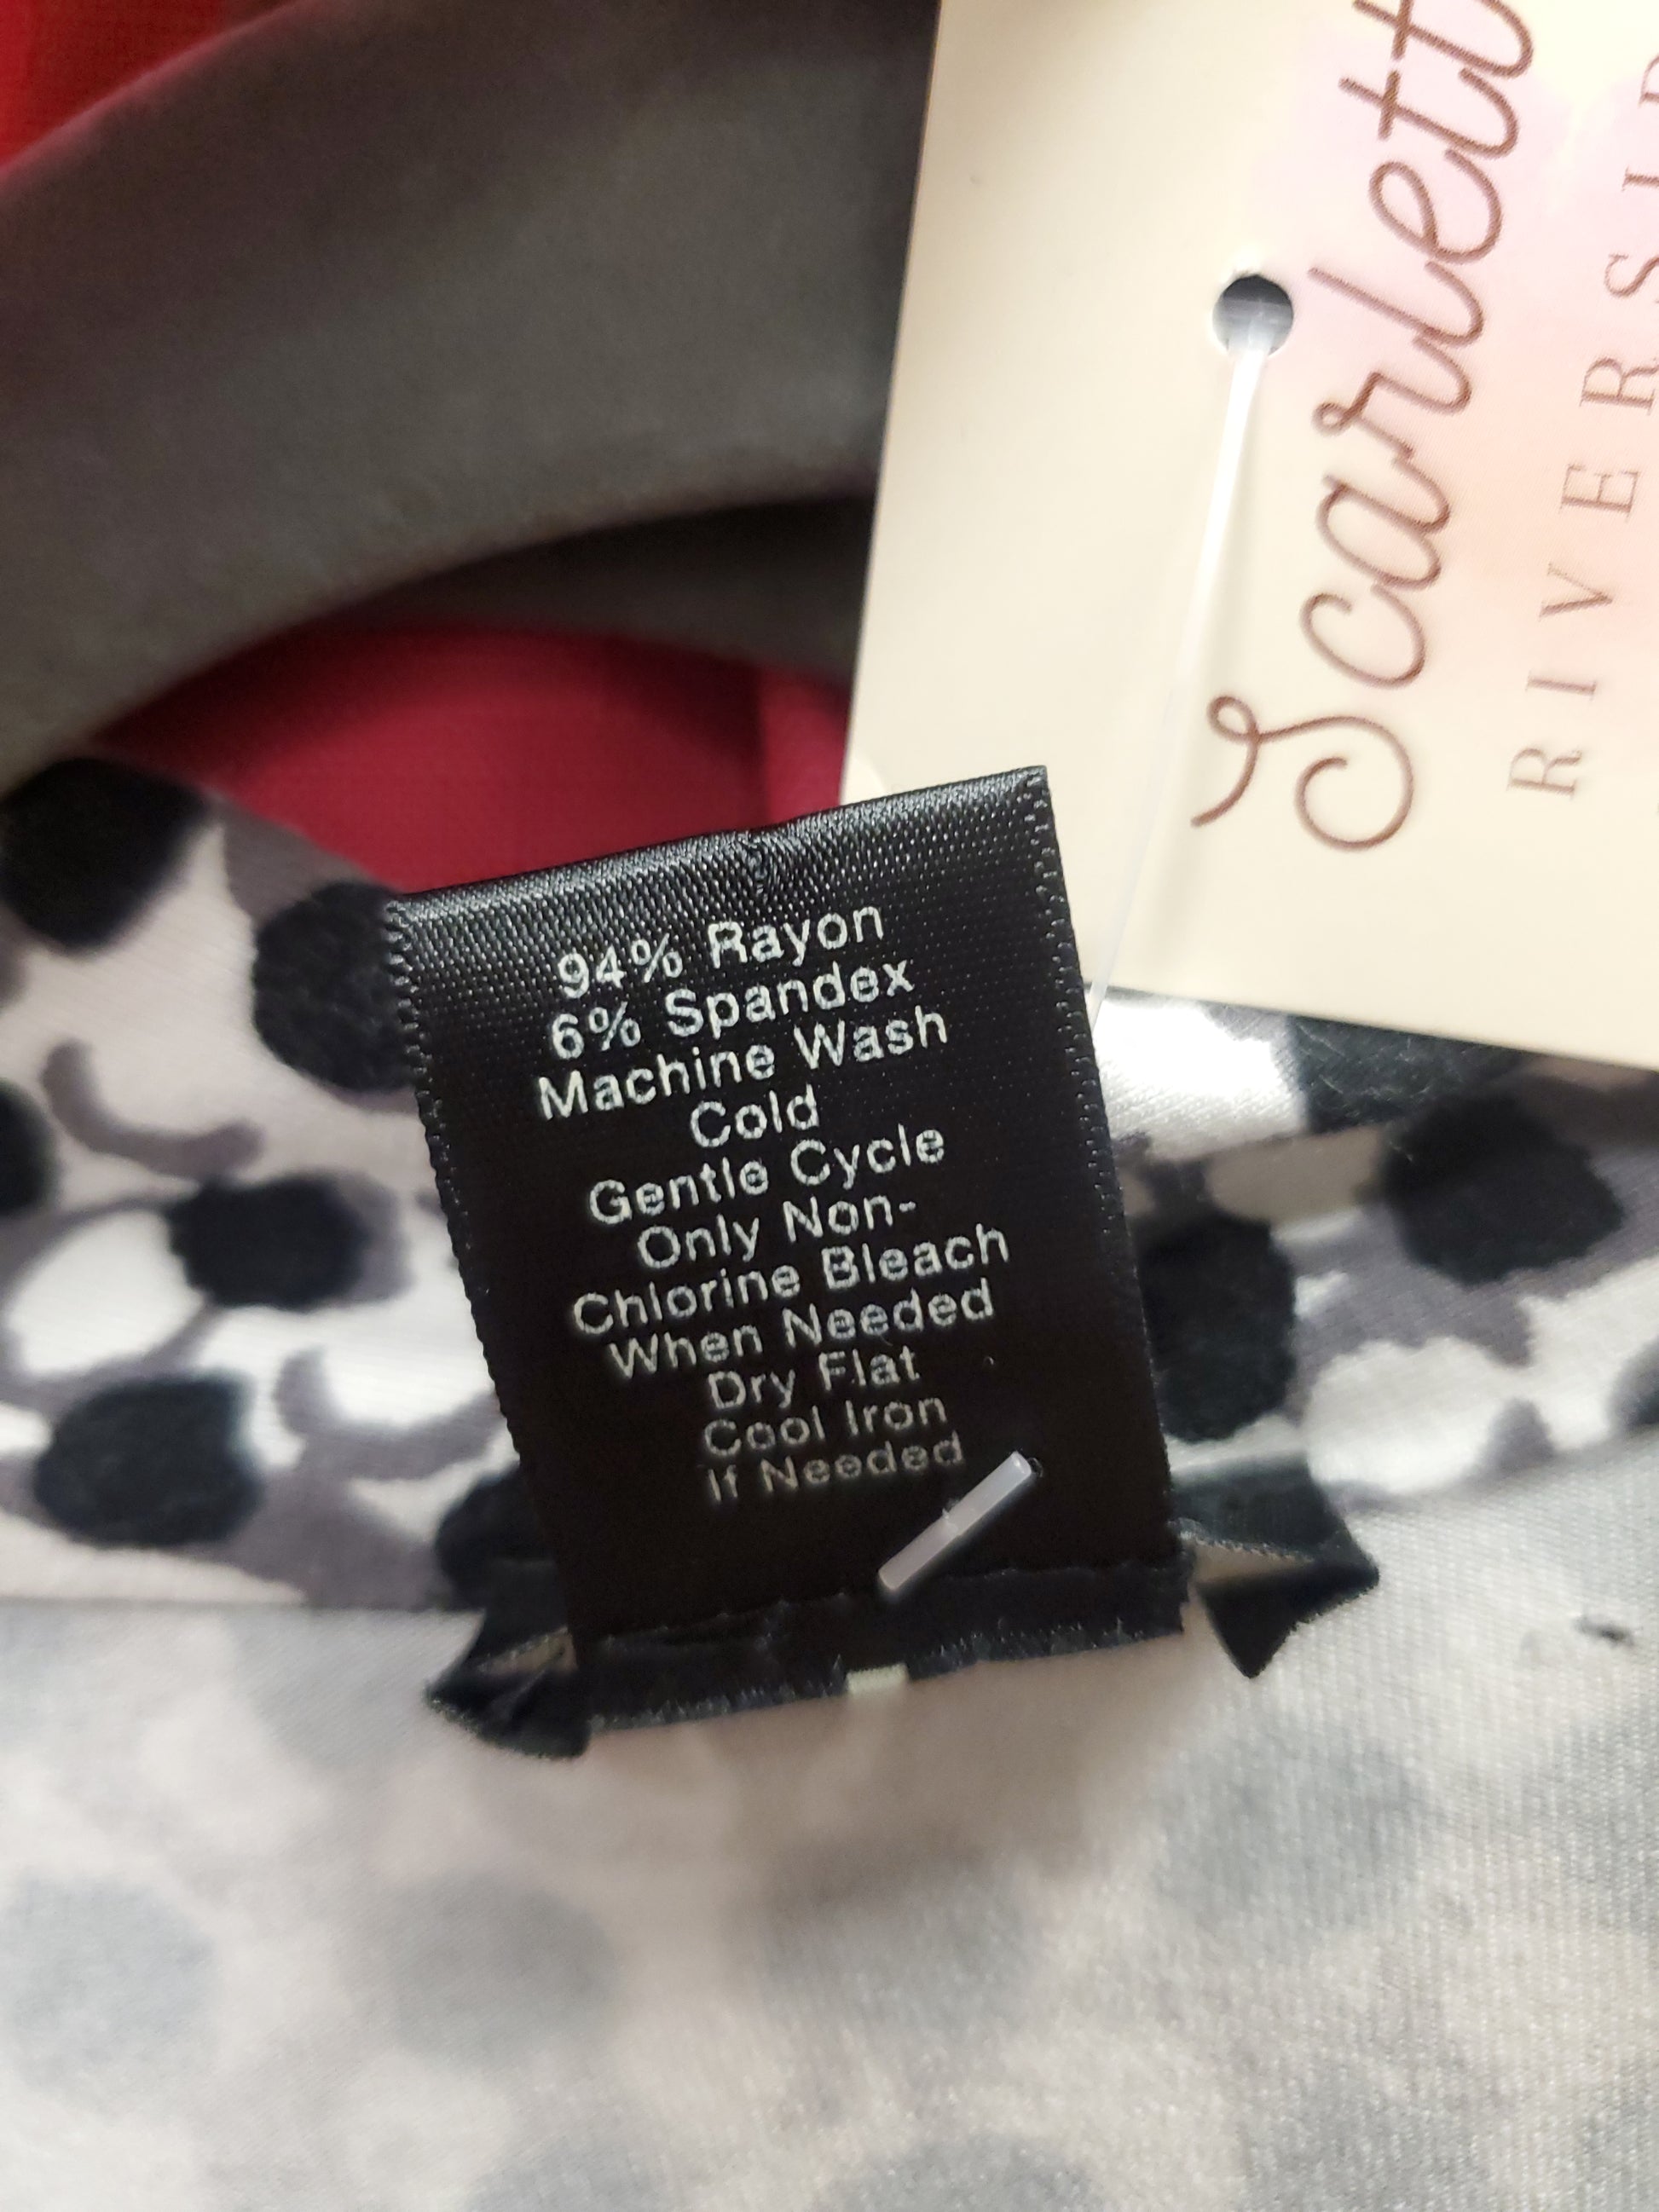 94% Rayon
6% Spandex
Machine Wash
Cold
Gentle Cycle
Only Non-
Chlorine Bleach
When Needed
Dry Flat
Cool Iron
If Needed
Scarlett